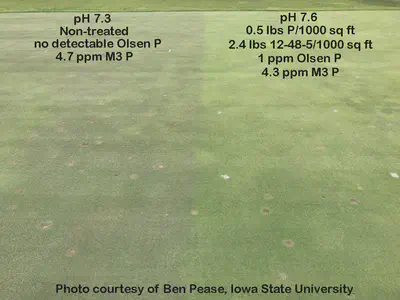 pH 7.3
Non-treated
no detectable Olsen P
4.7 ppm M3 P
pH 7.6
0.5 lbs P/1000 sq ft
2.4 lbs 12-48-5/1000 sq ft
1 ppm Olsen P
4.3 ppm M3 P
Photo courtesy of Ben Pease, Iowa State University